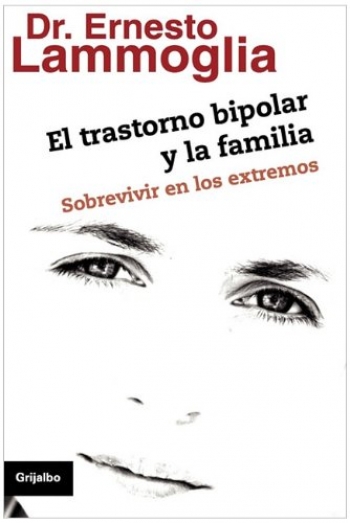 Dr. Ernesto
Lammoglia
El trastorno bipolar
y la familia
Sobrevivir en los extremos
Grijalbo